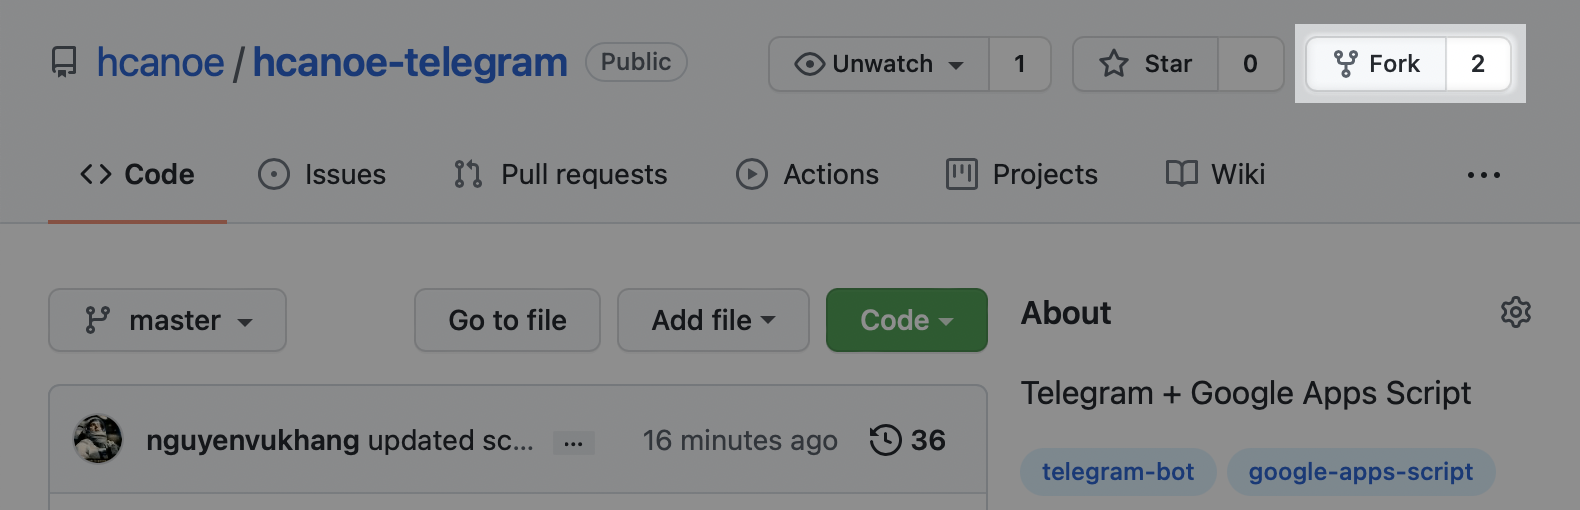 hcanoe / hcanoe-telegram Public Unwatch 1 Star 0 Fork 2
Code Issues Pull requests Actions Projects Wiki ...
master Go to file Add file Code About
Telegram + Google Apps Script
nguyenvukhang updated sc... ... 16 minutes ago 36
telegram-bot google-apps-script